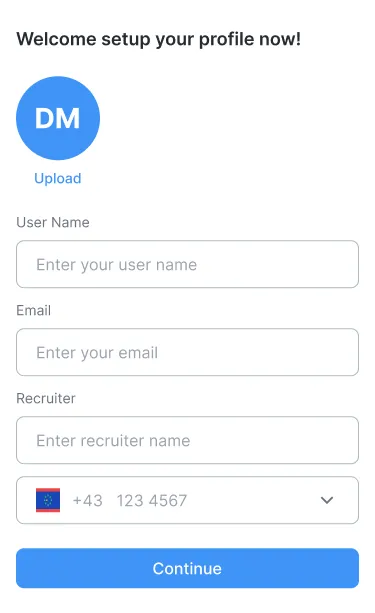 Welcome setup your profile now!
DM
Upload
User Name
Enter your user name
Email
Enter your email
Recruiter
Enter recruiter name
+43 123 4567
Continue